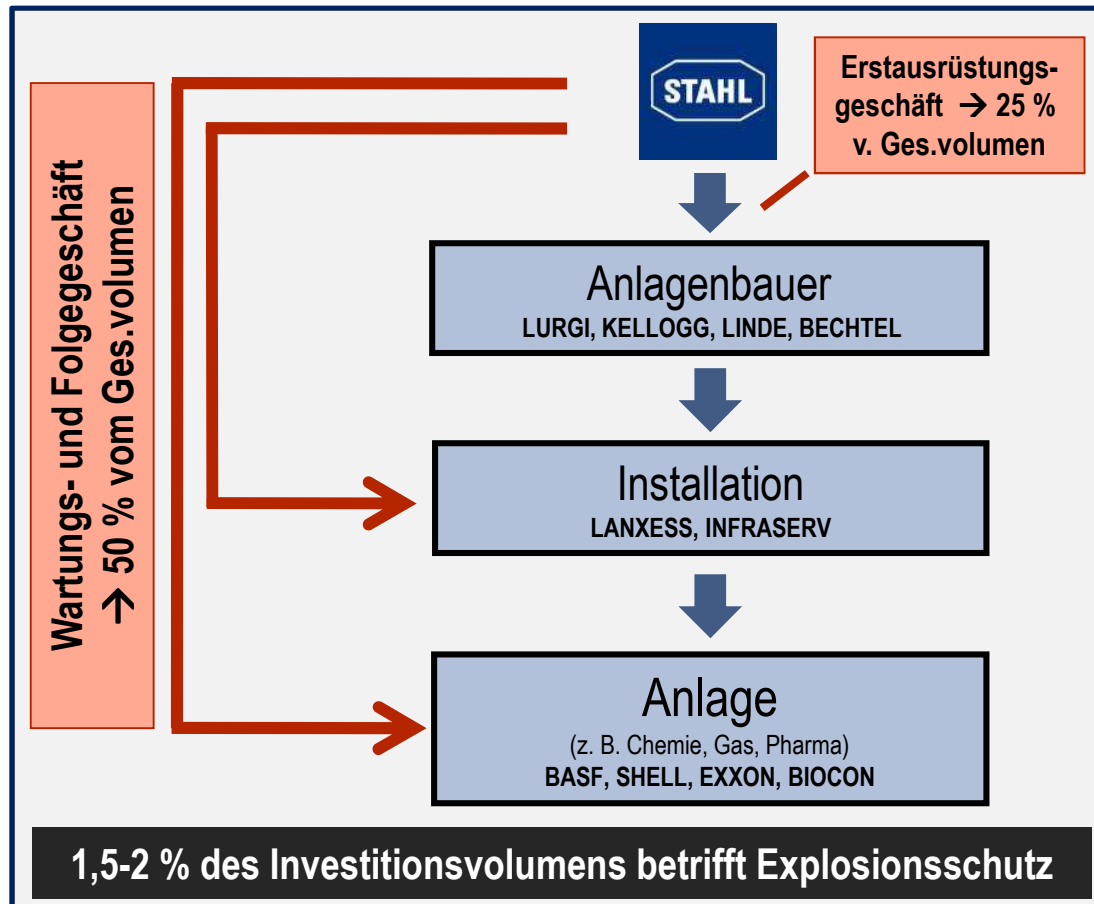 STAHL
Erstausrüstungs-
geschäft → 25 %
v. Ges.volumen
Wartungs- und Folgegeschäft
→ 50 % vom Ges.volumen
Anlagenbauer
LURGI, KELLOGG, LINDE, BECHTEL
Installation
LANXESS, INFRASERV
Anlage
(z. B. Chemie, Gas, Pharma)
BASF, SHELL, EXXON, BIOCON
1,5-2 % des Investitionsvolumens betrifft Explosionsschutz